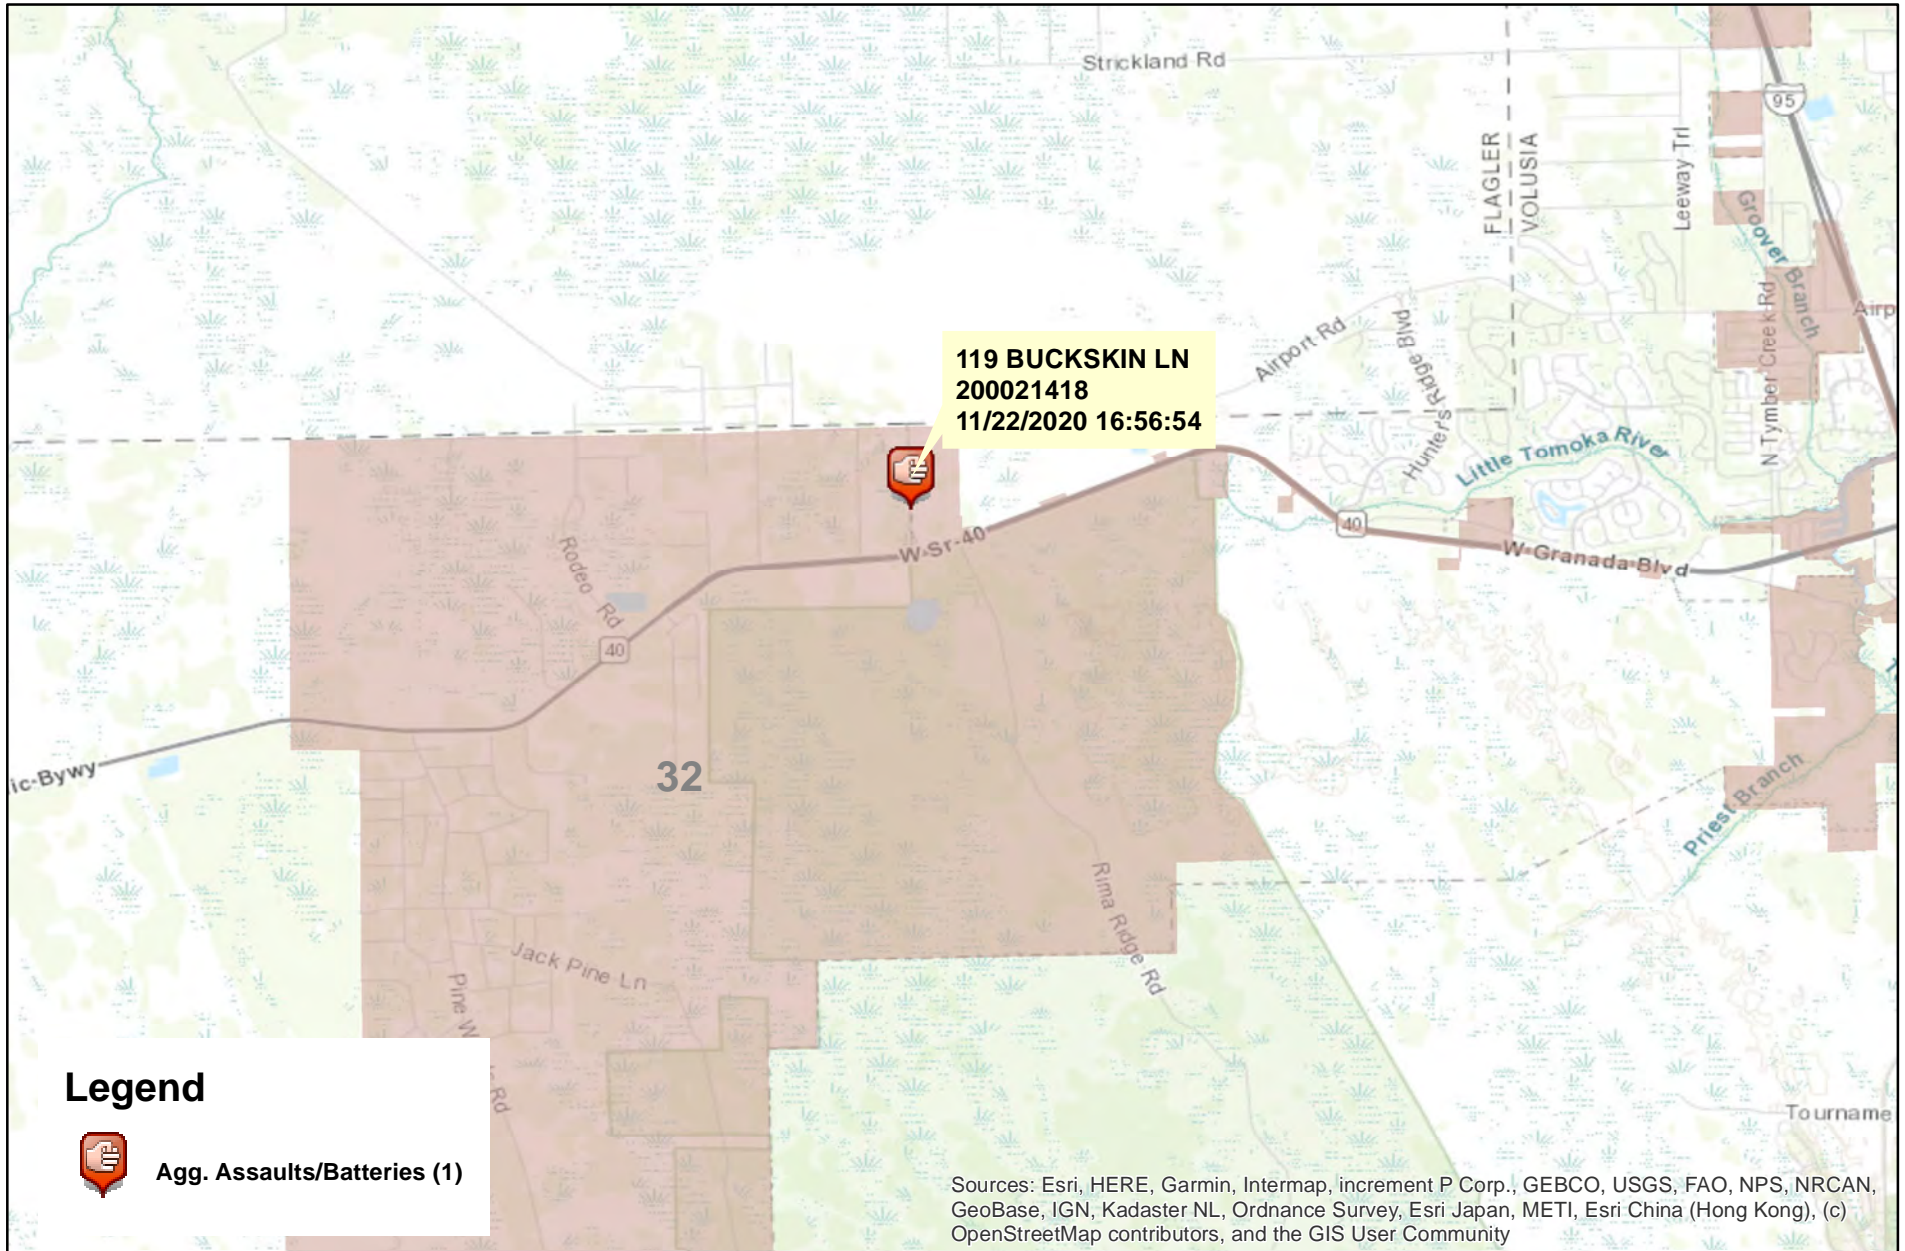 Strickland Rd
95
FLAGLER
VOLUSIA
Leeway Trl
Groover Branch
N Tymber Creek Rd
Airp
Airport Rd
Hunter's Ridge Blvd
119 BUCKSKIN LN
200021418
11/22/2020 16:56:54
Little Tomoka River
40
W-Granada-Blvd
W-Sr-40
Rodeo Rd
40
ic-Bywy
32
Priest Branch
Rima Ridge Rd
Jack Pine Ln
Pine W
Rd
Tourname
Legend
Agg. Assaults/Batteries (1)
Sources: Esri, HERE, Garmin, Intermap, increment P Corp., GEBCO, USGS, FAO, NPS, NRCAN,
GeoBase, IGN, Kadaster NL, Ordnance Survey, Esri Japan, METI, Esri China (Hong Kong), (c)
OpenStreetMap contributors, and the GIS User Community